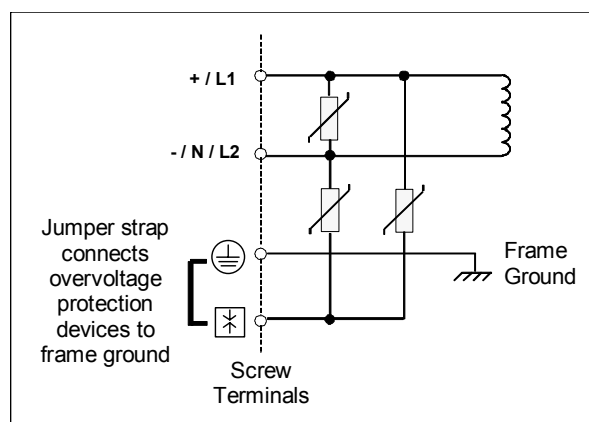 + / L1
- / N / L2
Jumper strap
connects
overvoltage
protection
devices to
frame ground
Frame
Ground
Screw
Terminals